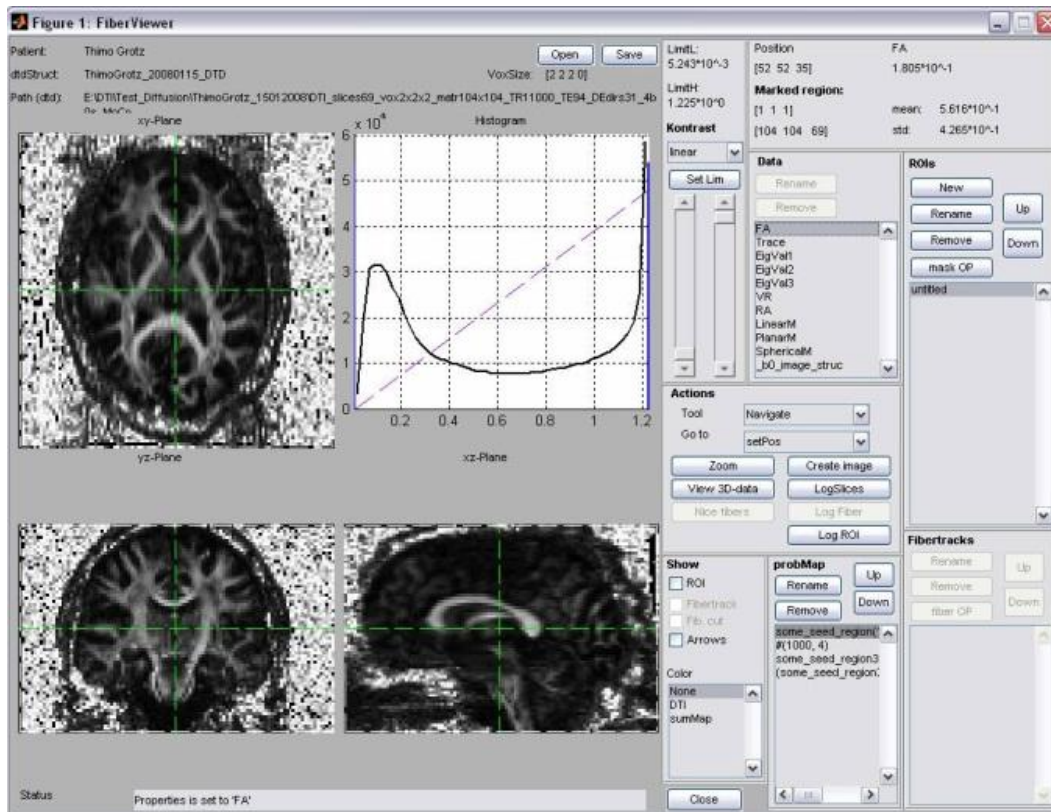 Figure 1: FiberViewer
Patient: Thimo Grotz
Open
Save
dtdStruct: ThimoGrotz_20080115_DTD
VoxSize: [2 2 2 0]
Path (dtd): E:\DTI\Test_Diffusion\ThimoGrotz_15012008\DTI_slices69_vox2x2x2_matr104x104_TR11000_TE94_DEdirs31_4b
xy-Plane
Histogram
x 10
6
5
4
3
2
1
0
0.2 0.4 0.6 0.8 1 1.2
yz-Plane
xz-Plane
Status
Properties is set to 'FA'
LimitL:
5.243*10^-3
LimitH:
1.225*10^0
Kontrast
linear
Set Lim
Position
FA
[52 52 35]
1.805*10^-1
Marked region:
[1 1 1]
mean: 5.616*10^-1
[104 104 69]
std: 4.265*10^-1
Data
Rename
Remove
FA
Trace
EigVal1
EigVal2
EigVal3
VR
RA
LinearM
PlanarM
SphericalM
_b0_image_struc
ROIs
New
Rename
Remove
mask OP
Up
Down
untitled
Actions
Tool
Navigate
Go to
setPos
Zoom
Create image
View 3D-data
LogSlices
Nice fibers
Log Fiber
Log ROI
Show
ROI
Fibertrack
Fib. cut
Arrows
Color
None
DTI
sumMap
probMap
Rename
Remove
Up
Down
some_seed_region(
#(1000, 4)
some_seed_region3
(some_seed_region
Fibertracks
Rename
Remove
fiber OP
Up
Down
Close